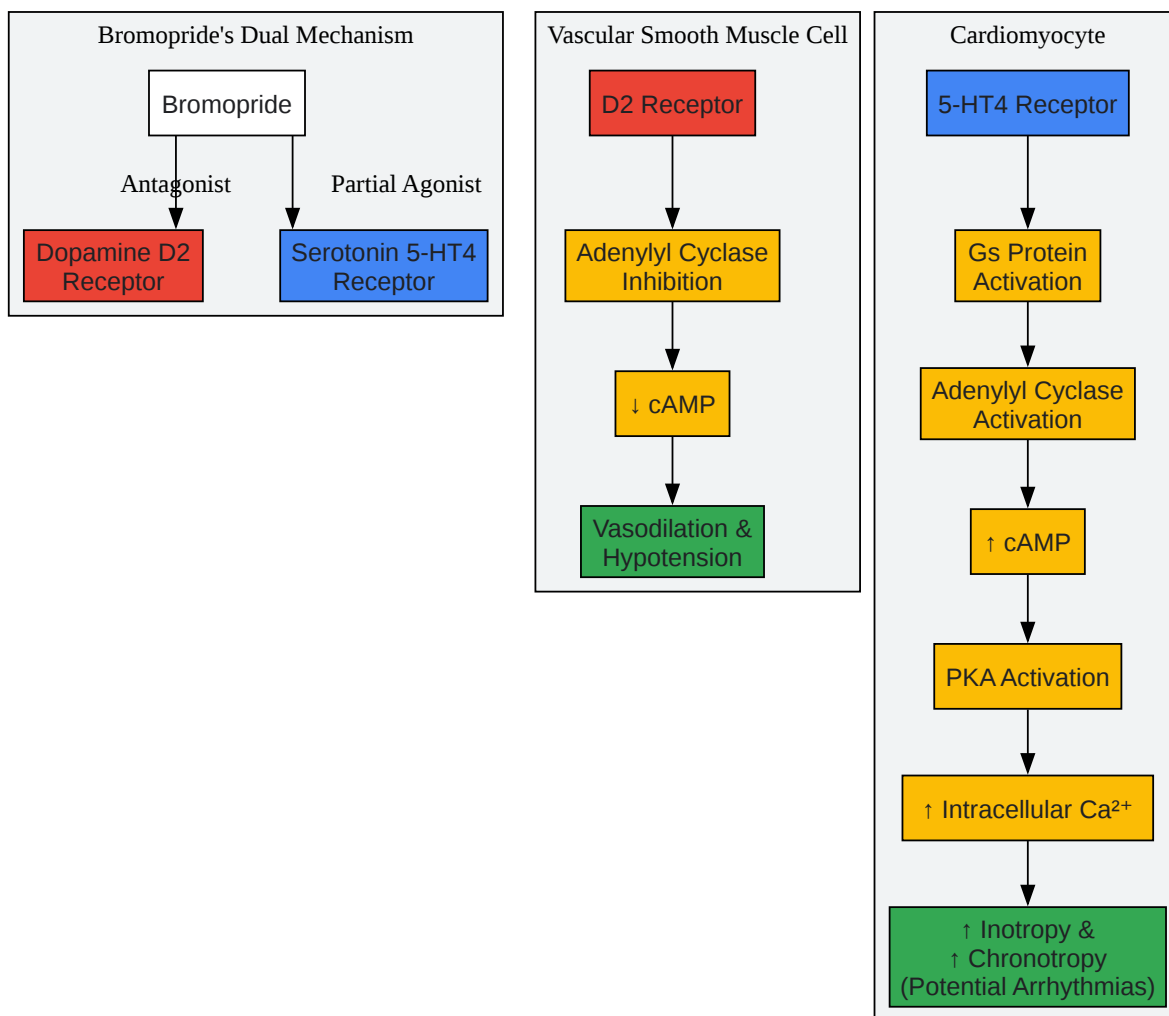 Bromopride's Dual Mechanism
Bromopride
Antagonist
Partial Agonist
Dopamine D2
Receptor
Serotonin 5-HT4
Receptor
Vascular Smooth Muscle Cell
D2 Receptor
Adenylyl Cyclase
Inhibition
↓ cAMP
Vasodilation &
Hypotension
Cardiomyocyte
5-HT4 Receptor
Gs Protein
Activation
Adenylyl Cyclase
Activation
↑ cAMP
PKA Activation
↑ Intracellular Ca²⁺
↑ Inotropy &
↑ Chronotropy
(Potential Arrhythmias)